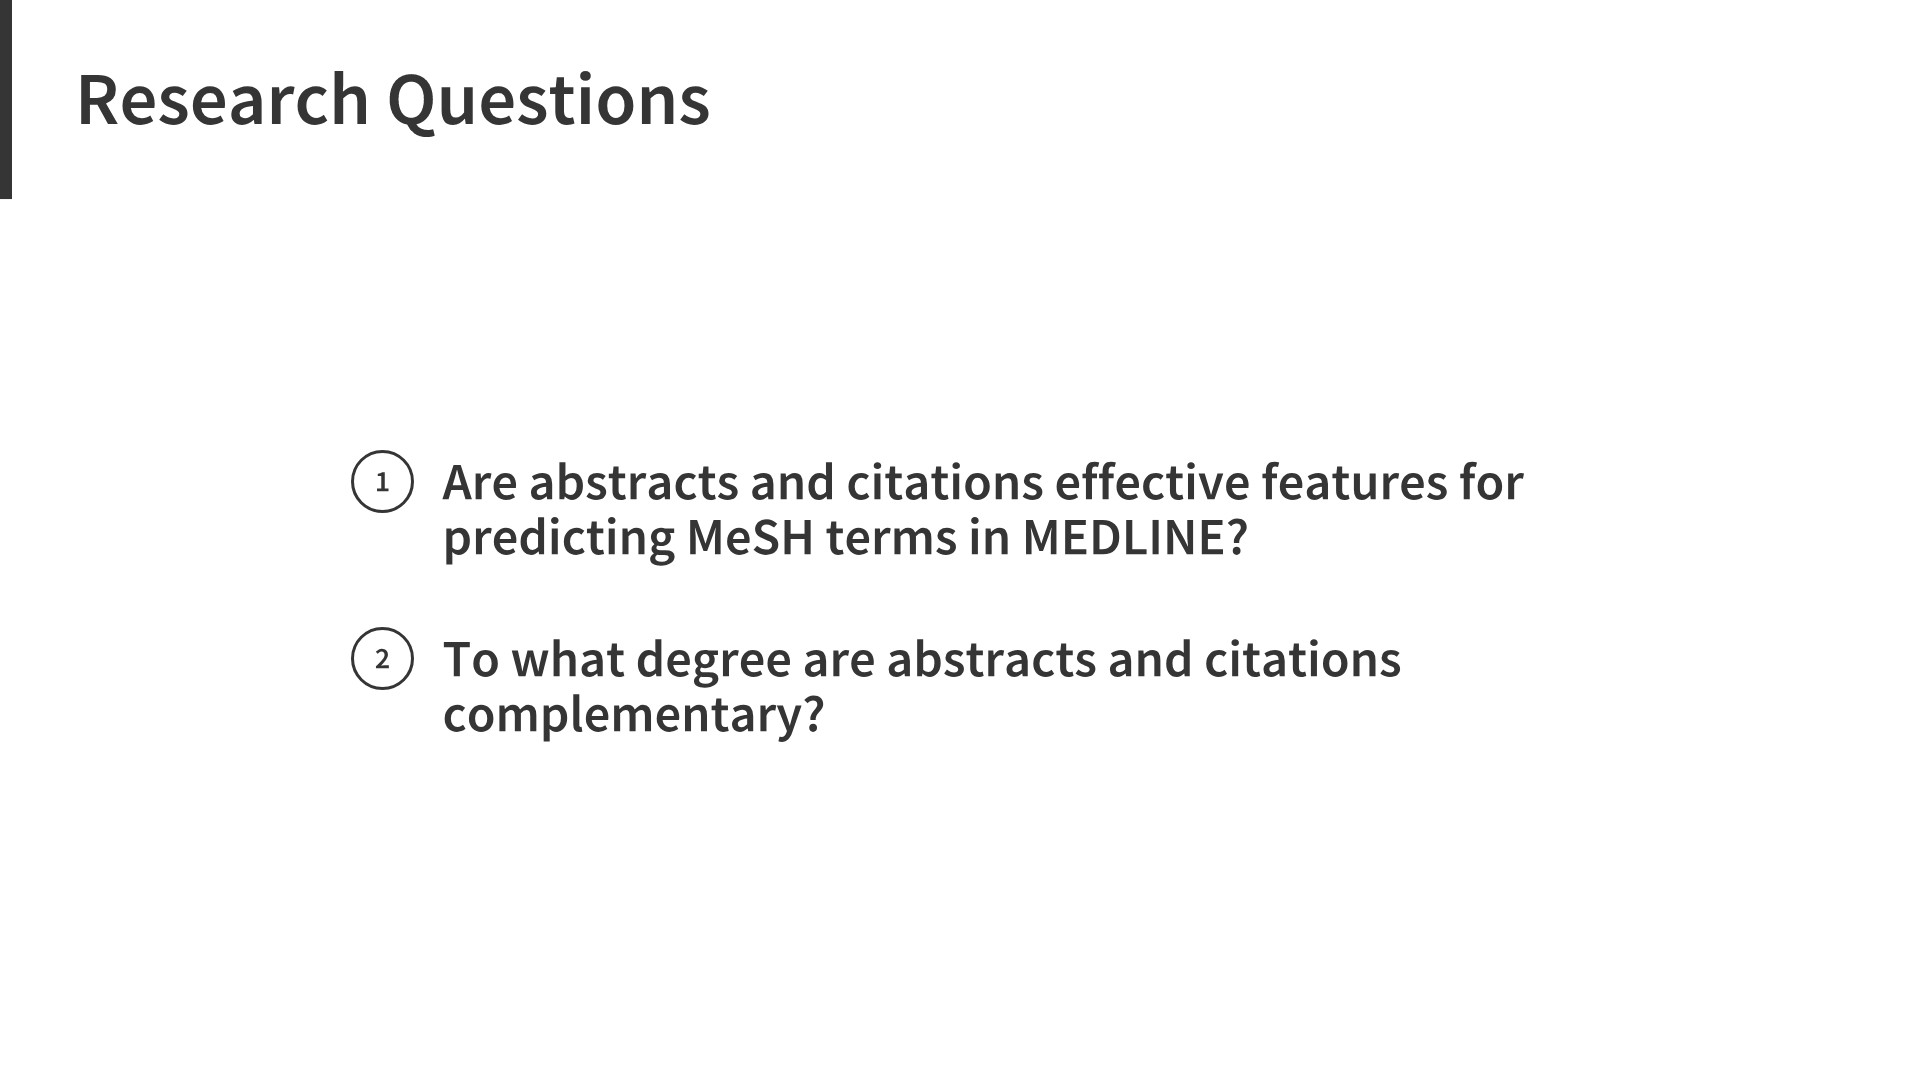 Research Questions
1 Are abstracts and citations effective features for
predicting MeSH terms in MEDLINE?
2 To what degree are abstracts and citations
complementary?